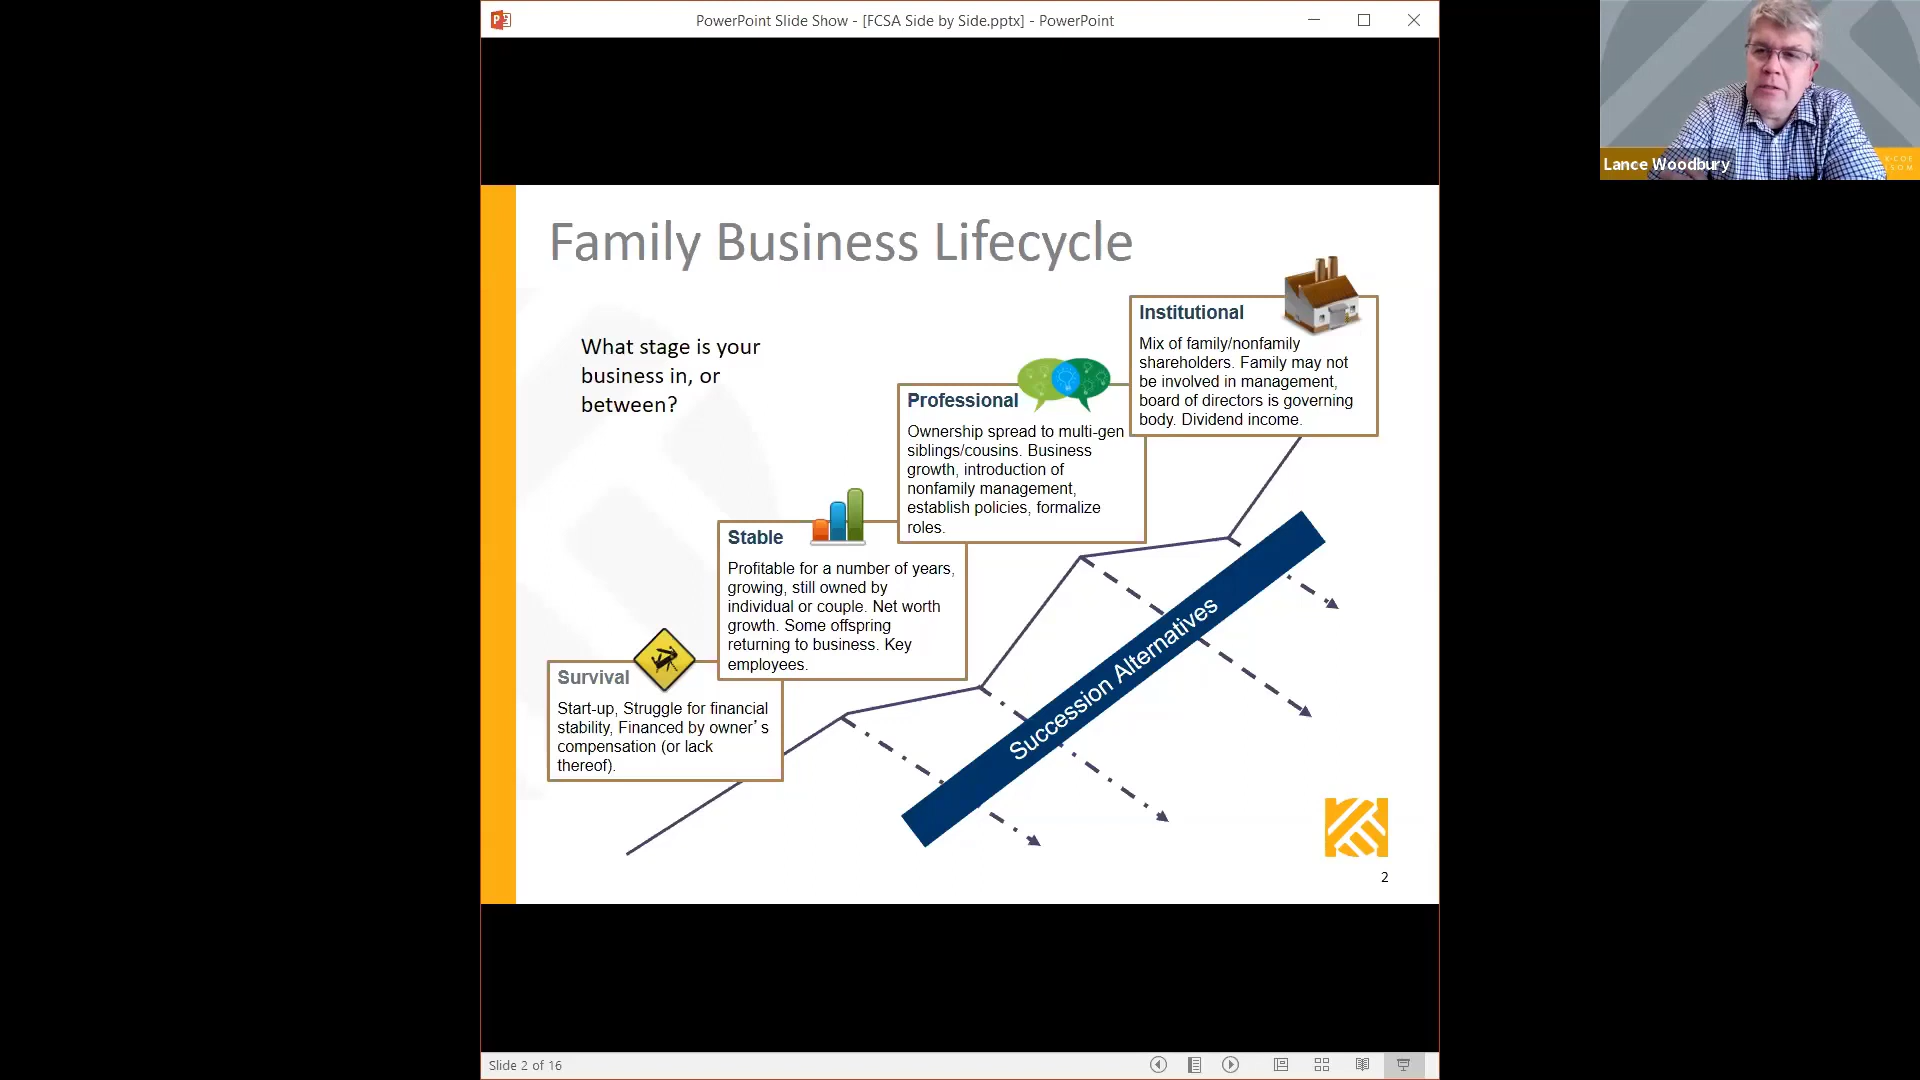 PowerPoint Slide Show - [FCSA Side by Side.pptx] - PowerPoint
Lance Woodbury
Family Business Lifecycle
What stage is your
business in, or
between?
Institutional
Mix of family/nonfamily
shareholders. Family may not
be involved in management,
board of directors is governing
body. Dividend income.
Professional
Ownership spread to multi-gen
siblings/cousins. Business
growth, introduction of
nonfamily management,
establish policies, formalize
roles.
Stable
Profitable for a number of years,
growing, still owned by
individual or couple. Net worth
growth. Some offspring
returning to business. Key
employees.
Survival
Start-up, Struggle for financial
stability, Financed by owner’s
compensation (or lack
thereof).
Succession Alternatives
2
Slide 2 of 16